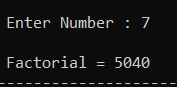 Enter Number : 7
Factorial = 5040
--------------------